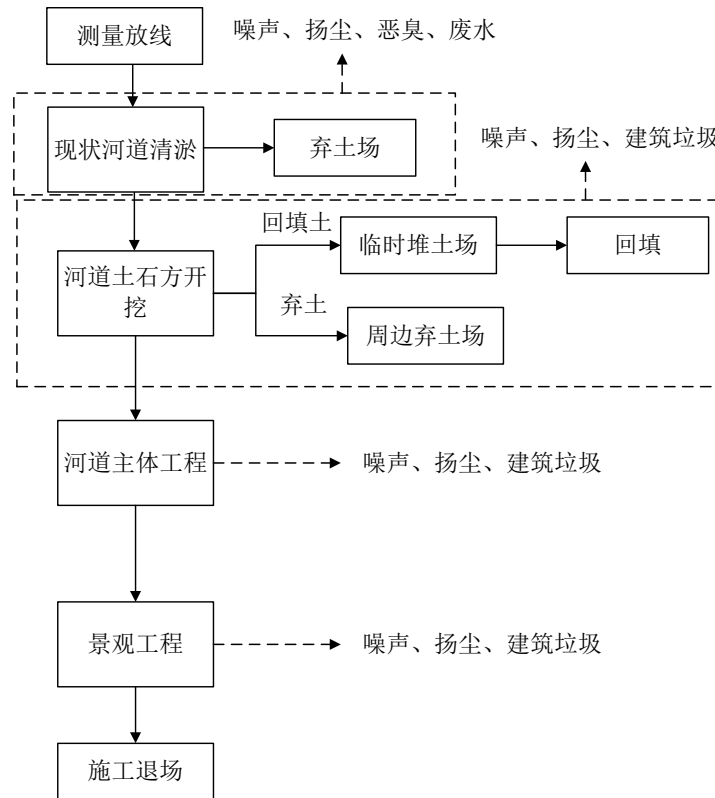 测量放线
噪声、扬尘、恶臭、废水
现状河道清淤
弃土场
噪声、扬尘、建筑垃圾
回填土
临时堆土场
回填
河道土石方开
挖
弃土
周边弃土场
河道主体工程
噪声、扬尘、建筑垃圾
景观工程
噪声、扬尘、建筑垃圾
施工退场